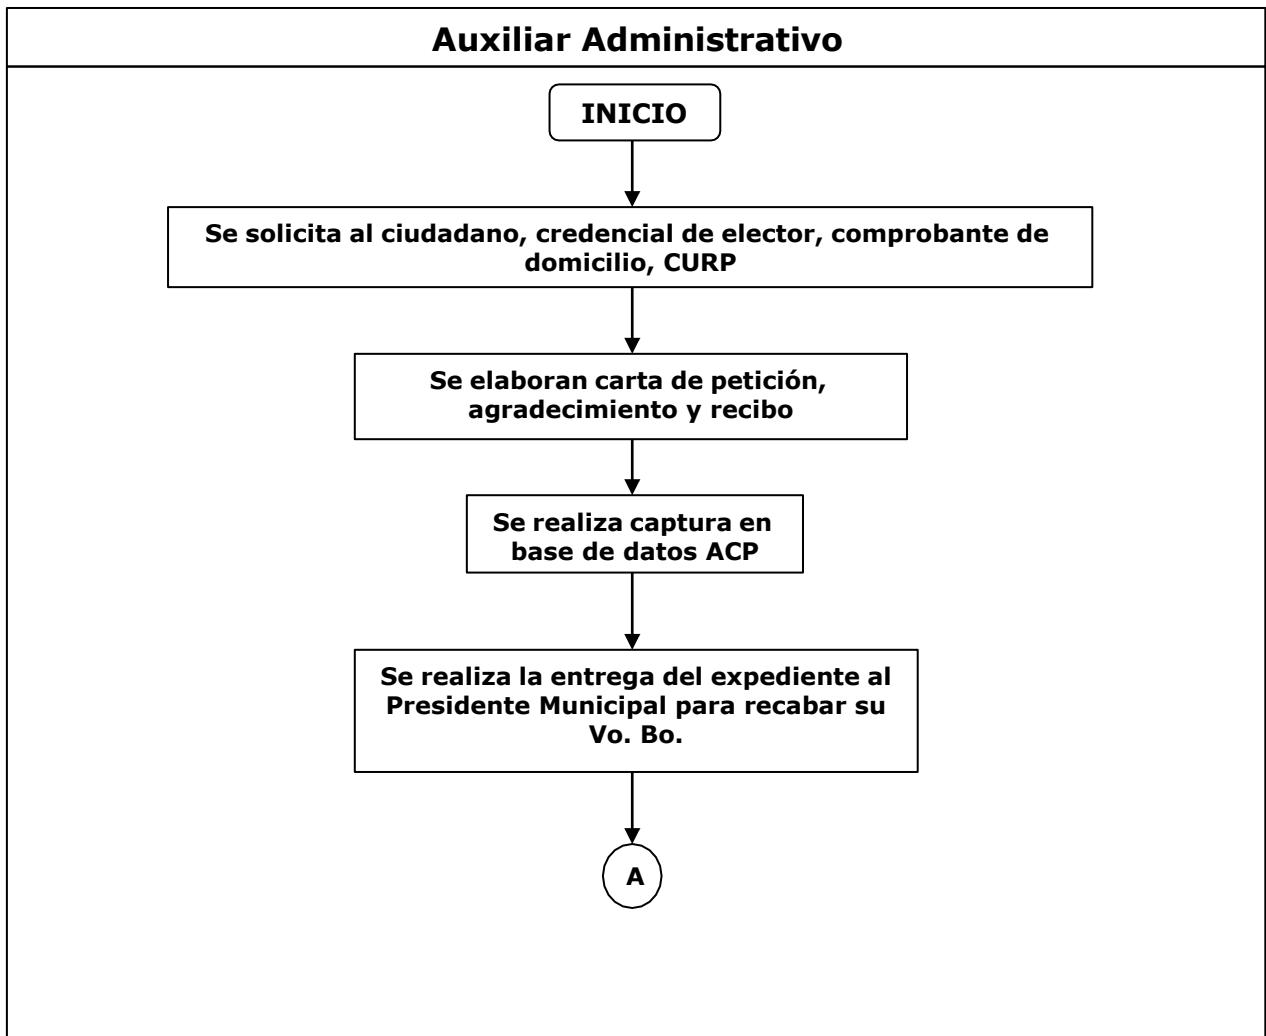 Auxiliar Administrativo
INICIO
Se solicita al ciudadano, credencial de elector, comprobante de
domicilio, CURP
Se elaboran carta de petición,
agradecimiento y recibo
Se realiza captura en
base de datos ACP
Se realiza la entrega del expediente al
Presidente Municipal para recabar su
Vo. Bo.
A